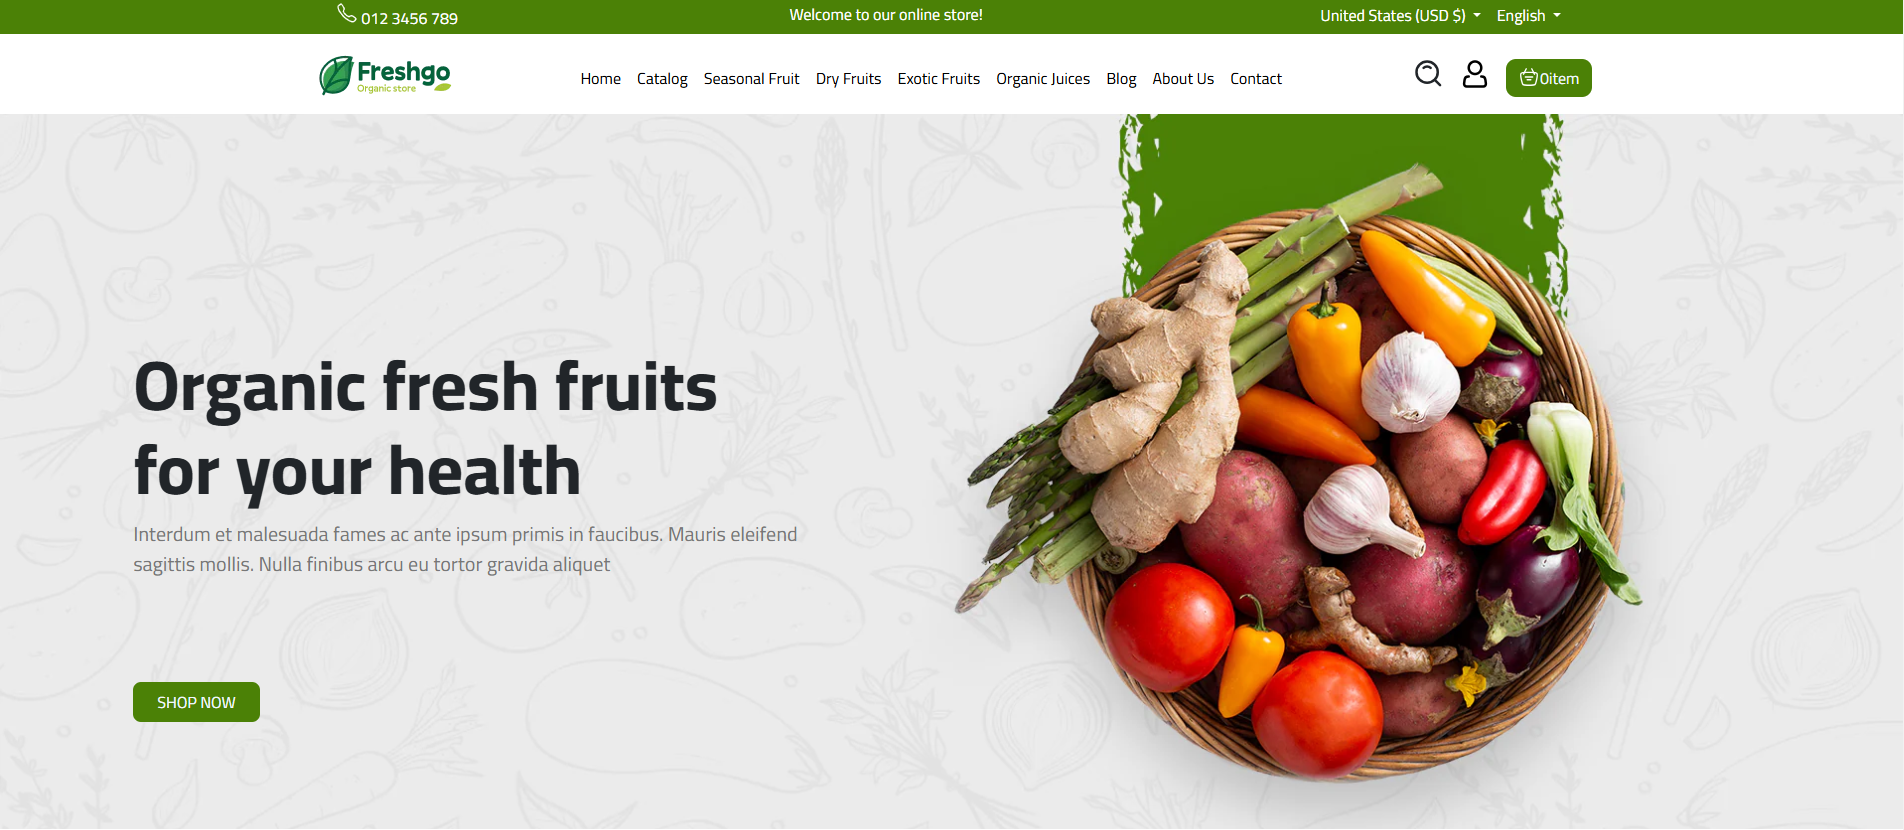 012 3456 789
Welcome to our online store!
United States (USD $)
English
Freshgo
Organic store
Home Catalog Seasonal Fruit Dry Fruits Exotic Fruits Organic Juices Blog About Us Contact
0item
Organic fresh fruits
for your health
Interdum et malesuada fames ac ante ipsum primis in faucibus. Mauris eleifend
sagittis mollis. Nulla finibus arcu eu tortor gravida aliquet
SHOP NOW